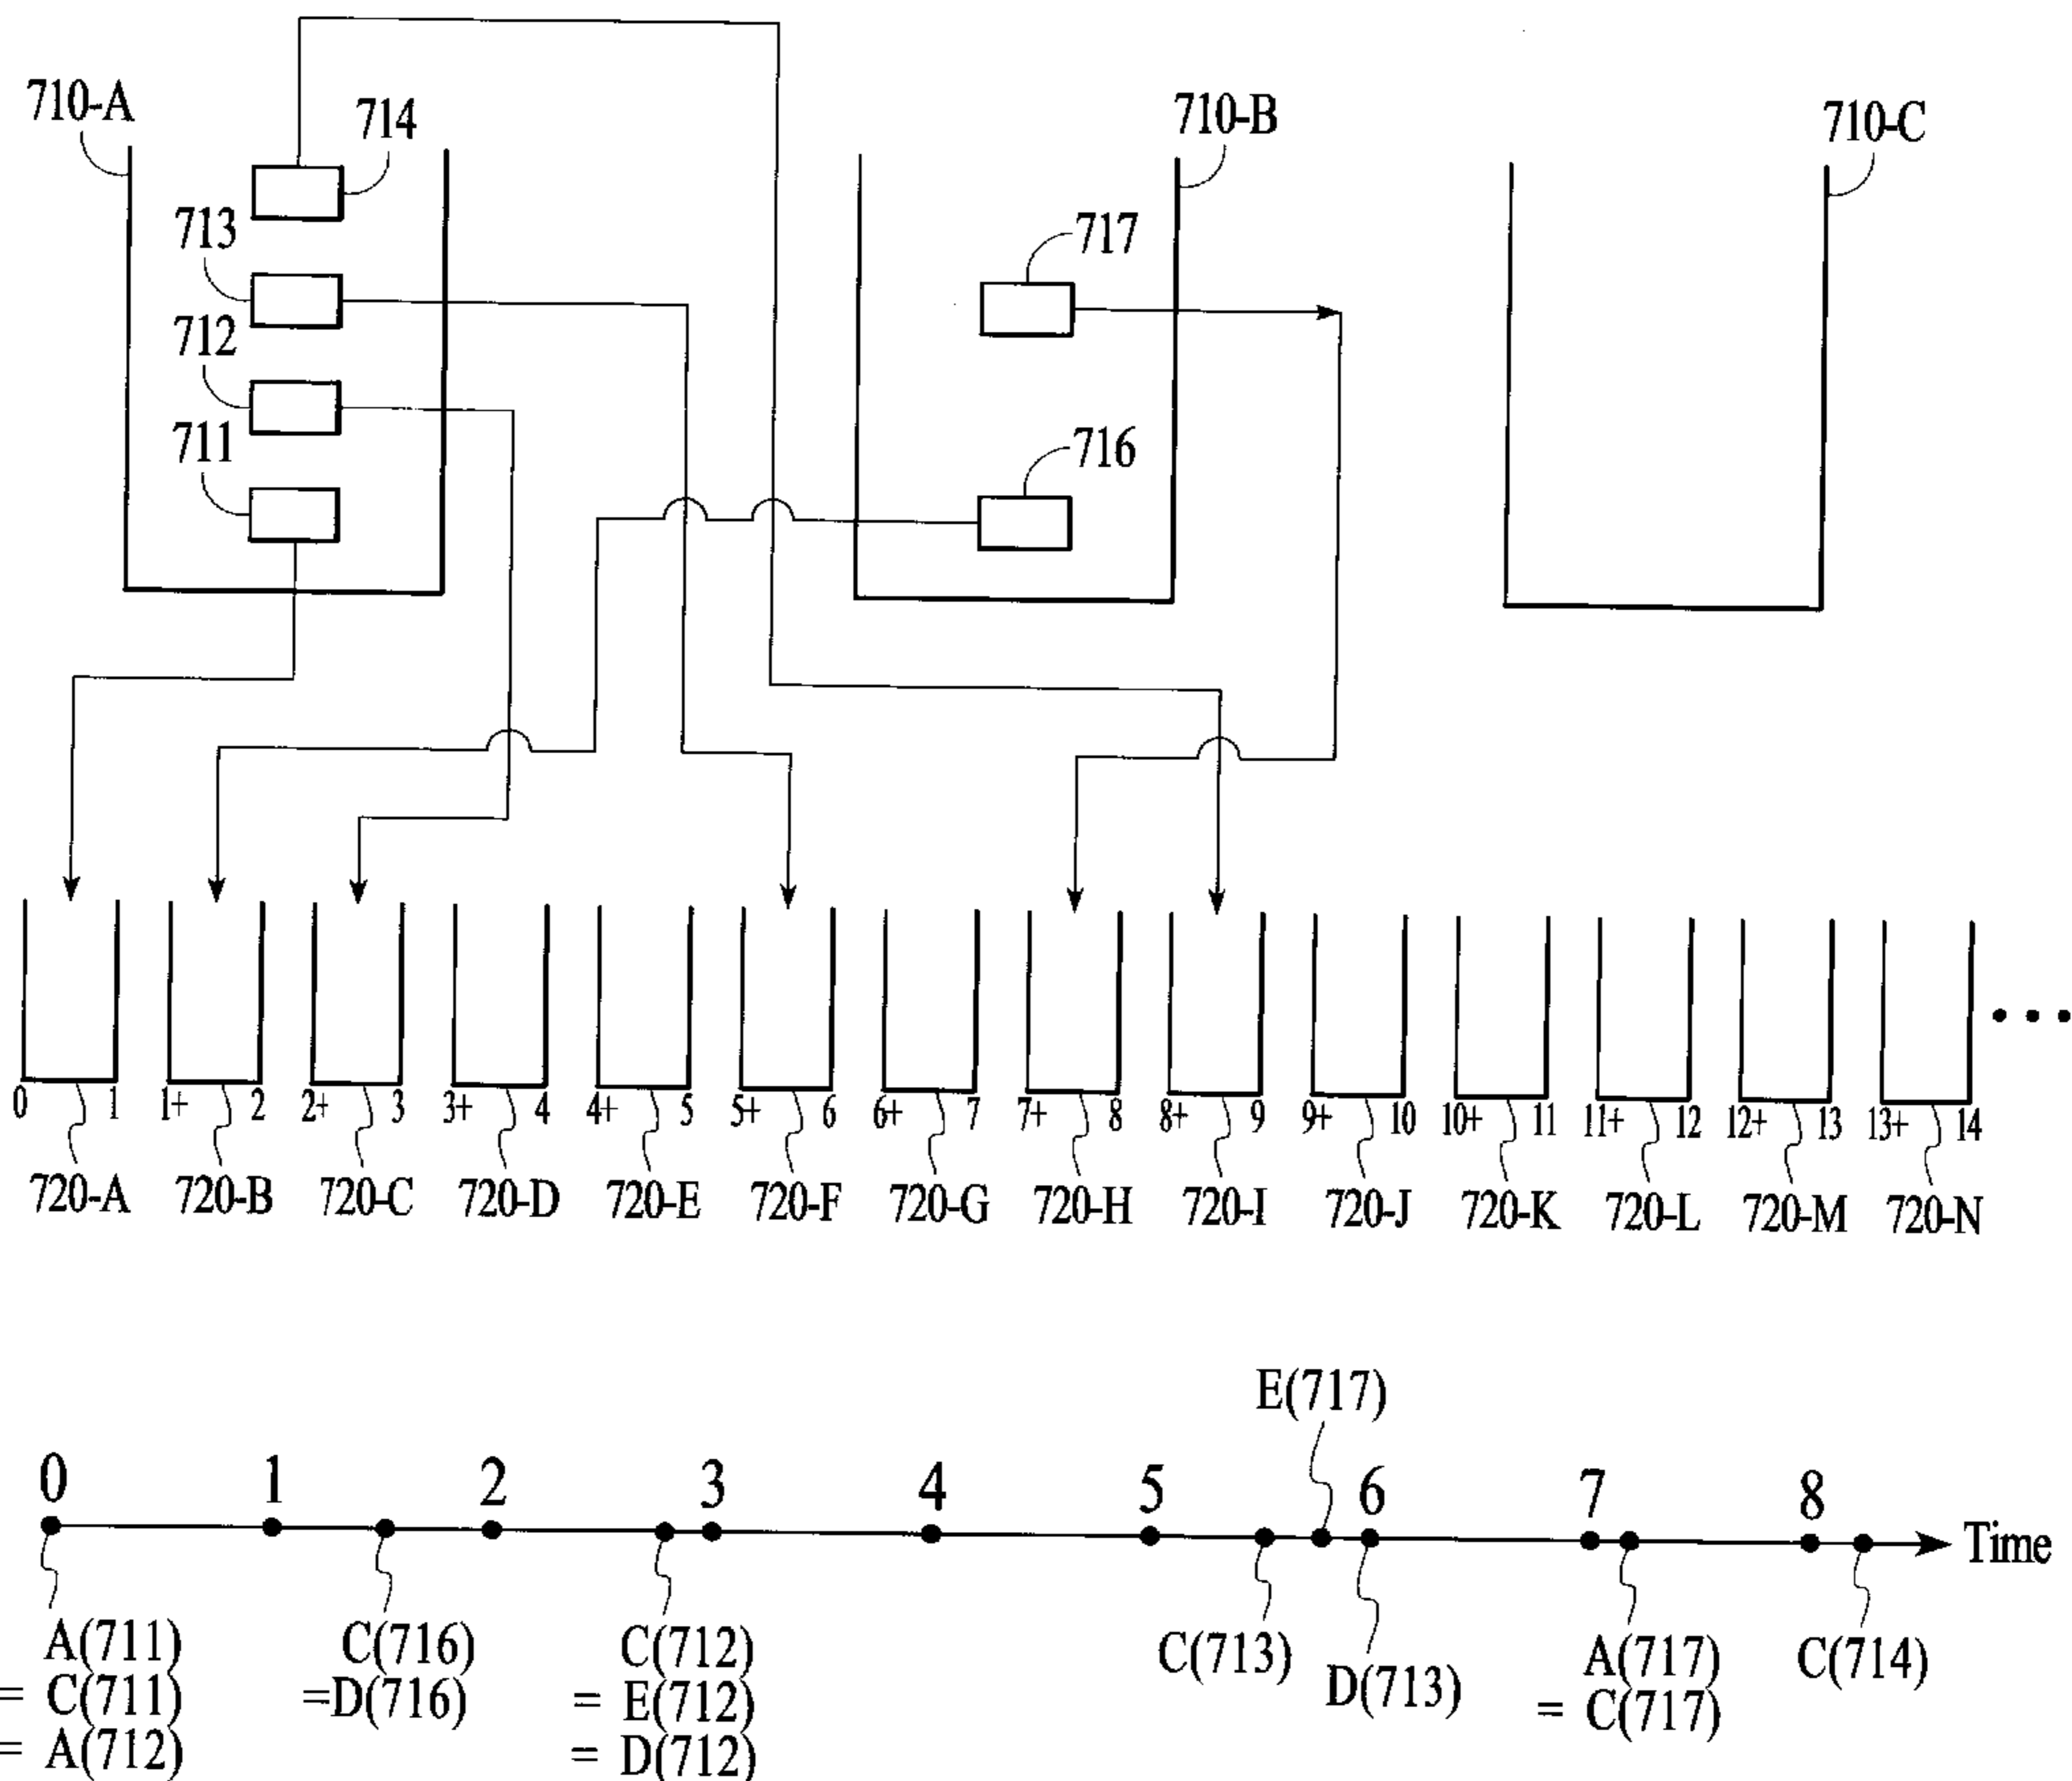 710-A
714
710-B
710-C
713
717
712
711
716
0 1 1+ 2 2+ 3 3+ 4 4+ 5 5+ 6 6+ 7 7+ 8 8+ 9 9+ 10 10+ 11 11+ 12 12+ 13 13+ 14
720-A 720-B 720-C 720-D 720-E 720-F 720-G 720-H 720-I 720-J 720-K 720-L 720-M 720-N
E(717)
0 1 2 3 4 5 6 7 8
Time
A(711)
= C(711)
= A(712)
C(716)
=D(716)
C(712)
= E(712)
= D(712)
C(713)
D(713)
A(717)
= C(717)
C(714)